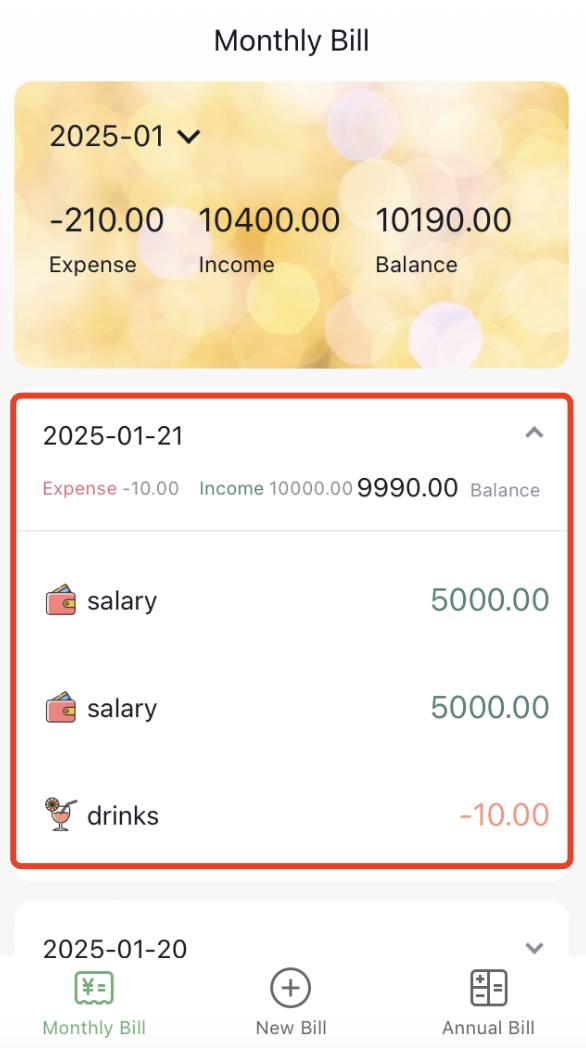 Monthly Bill
2025-01
-210.00 10400.00 10190.00
Expense Income Balance
2025-01-21
Expense -10.00 Income 10000.00 9990.00 Balance
salary 5000.00
salary 5000.00
drinks -10.00
2025-01-20
¥
Monthly Bill New Bill Annual Bill